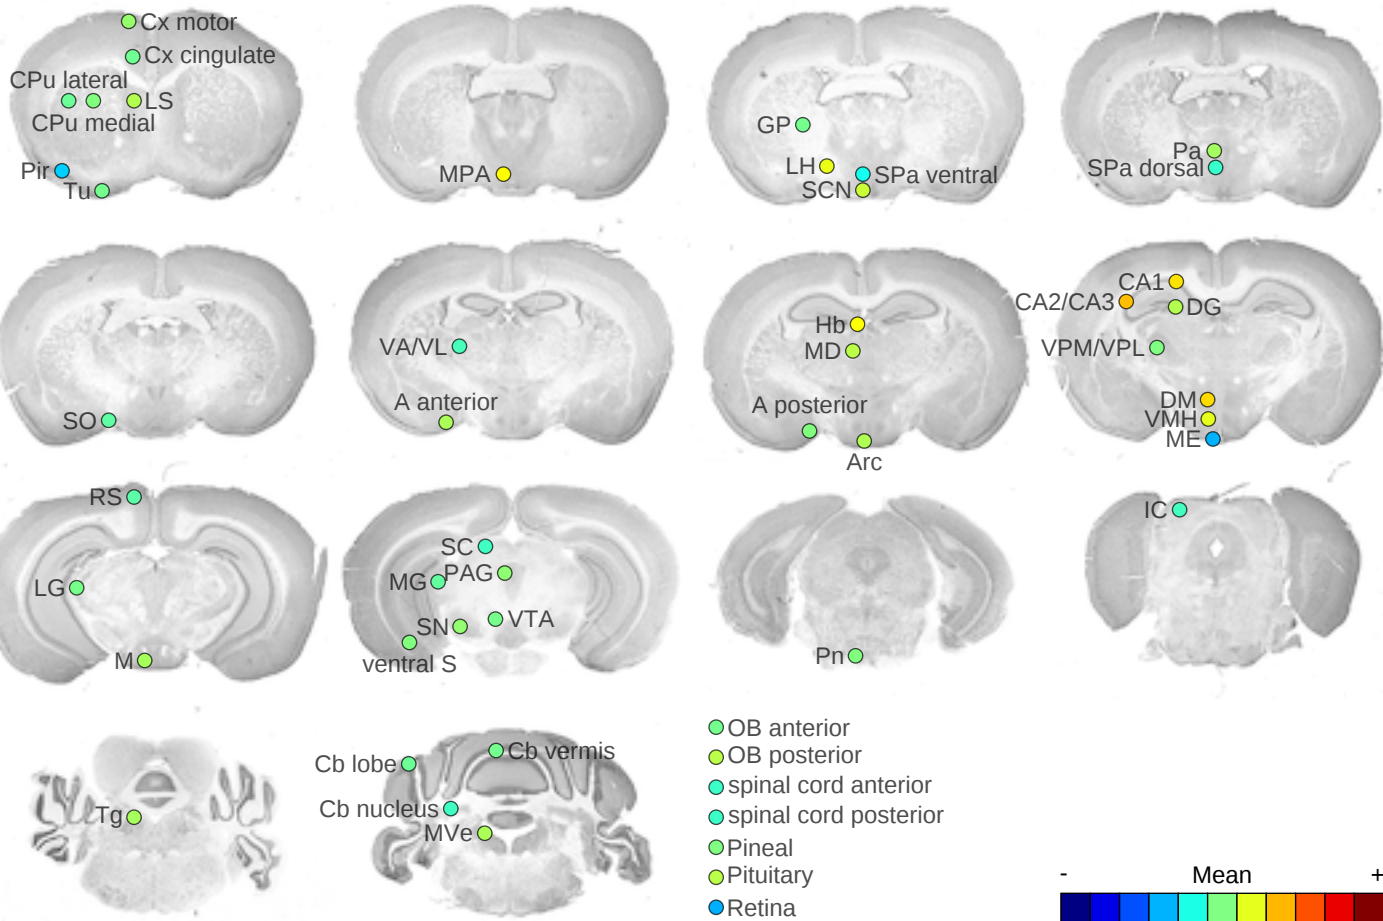 Cx motor
Cx cingulate
CPu lateral
LS
CPu medial
Pir
Tu
MPA
GP
LH
SPa ventral
SCN
Pa
SPa dorsal
SO
VA/VL
A anterior
Hb
MD
A posterior
Arc
CA1
CA2/CA3
DG
VPM/VPL
DM
VMH
ME
RS
LG
M
SC
PAG
MG
VTA
SN
ventral S
Pn
IC
Tg
Cb vermis
Cb lobe
Cb nucleus
MVe
OB anterior
OB posterior
spinal cord anterior
spinal cord posterior
Pineal
Pituitary
Retina
- Mean +